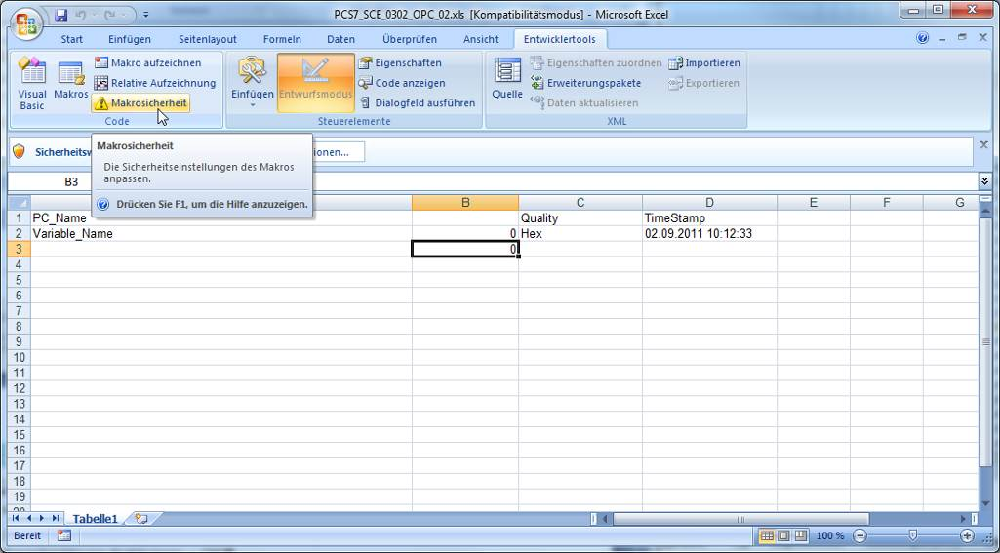 PCS7_SCE_0302_OPC_02.xls [Kompatibilitätsmodus] - Microsoft Excel
Start Einfügen Seitenlayout Formeln Daten Überprüfen Ansicht Entwicklertools
Visual Basic
Makros
Makro aufzeichnen
Relative Aufzeichnung
Makrosicherheit
Code
Einfügen
Entwurfsmodus
Eigenschaften
Code anzeigen
Dialogfeld ausführen
Steuerelemente
Quelle
Eigenschaften zuordnen
Erweiterungspakete
Daten aktualisieren
Importieren
Exportieren
XML
Sicherheitsw
ionen...
Makrosicherheit
Die Sicherheitseinstellungen des Makros
anpassen.
Drücken Sie F1, um die Hilfe anzuzeigen.
B3
B C D E F G
1 PC_Name Quality TimeStamp
2 Variable_Name 0 Hex 02.09.2011 10:12:33
3 0
4
5
6
7
8
9
10
11
12
13
14
15
16
17
18
19
20
Tabelle1
Bereit 100 %